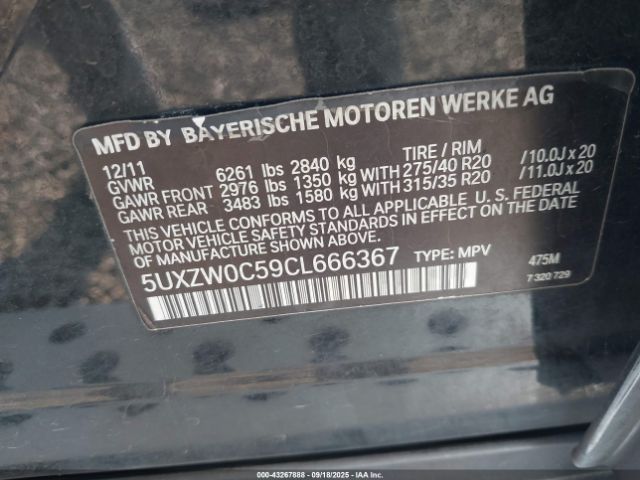 MFD BY BAYERISCHE MOTOREN WERKE AG
12/11 TIRE / RIM
GVWR 6261 lbs 2840 kg
GAWR FRONT 2976 lbs 1350 kg WITH 275/40 R20 /10.0J x 20
GAWR REAR 3483 lbs 1580 kg WITH 315/35 R20 /11.0J x 20
THIS VEHICLE CONFORMS TO ALL APPLICABLE U. S. FEDERAL
MOTOR VEHICLE SAFETY STANDARDS IN EFFECT ON THE
DATE OF MANUFACTURE SHOWN ABOVE.
5UXZW0C59CL666367 TYPE: MPV 475M
7 320 729
000-43267888 - 09/18/2025 - IAA, Inc.